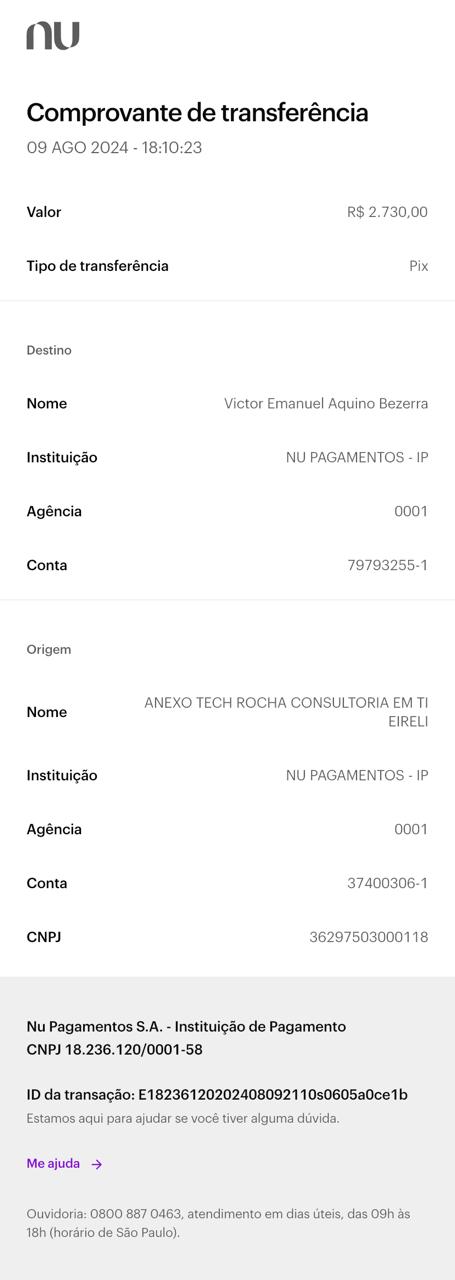 nu
Comprovante de transferência
09 AGO 2024 - 18:10:23
Valor R$ 2.730,00
Tipo de transferência Pix
Destino
Nome Victor Emanuel Aquino Bezerra
Instituição NU PAGAMENTOS - IP
Agência 0001
Conta 79793255-1
Origem
Nome ANEXO TECH ROCHA CONSULTORIA EM TI
EIRELI
Instituição NU PAGAMENTOS - IP
Agência 0001
Conta 37400306-1
CNPJ 36297503000118
Nu Pagamentos S.A. - Instituição de Pagamento
CNPJ 18.236.120/0001-58
ID da transação: E18236120202408092110s0605a0ce1b
Estamos aqui para ajudar se você tiver alguma dúvida.
Me ajuda →
Ouvidoria: 0800 887 0463, atendimento em dias úteis, das 09h às
18h (horário de São Paulo).